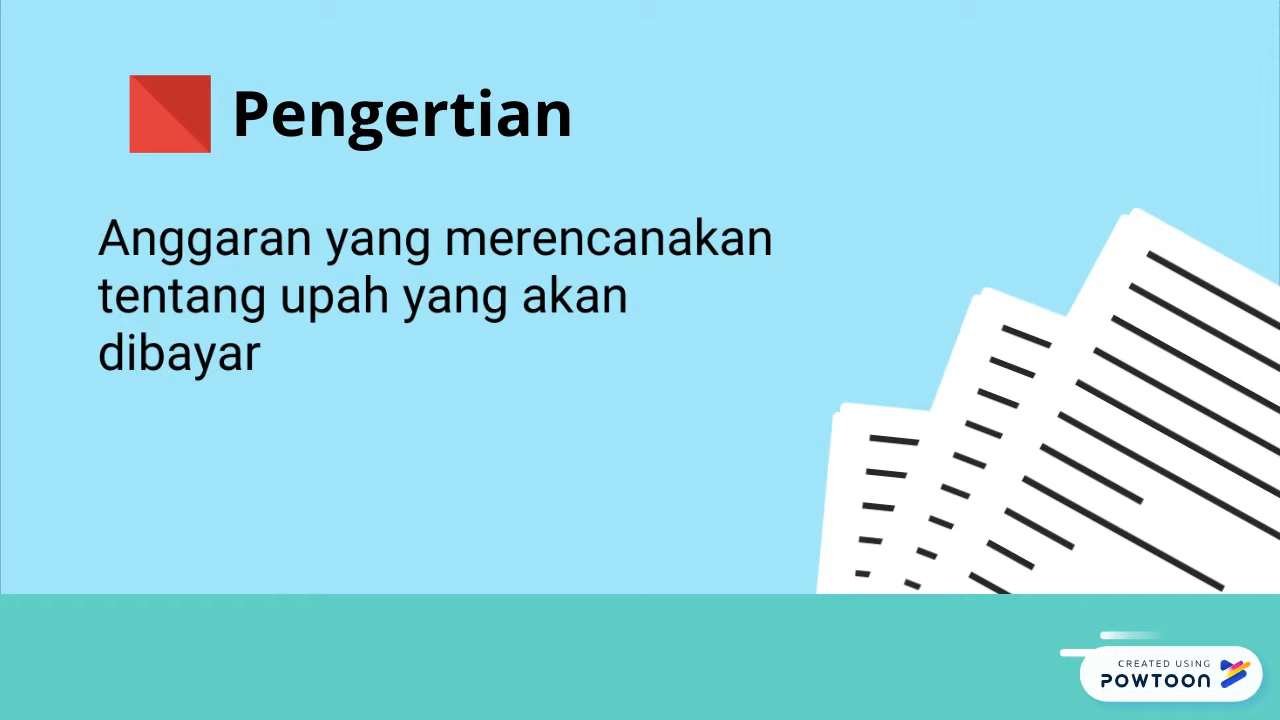 Pengertian
Anggaran yang merencanakan
tentang upah yang akan
dibayar
CREATED USING
POWTOON